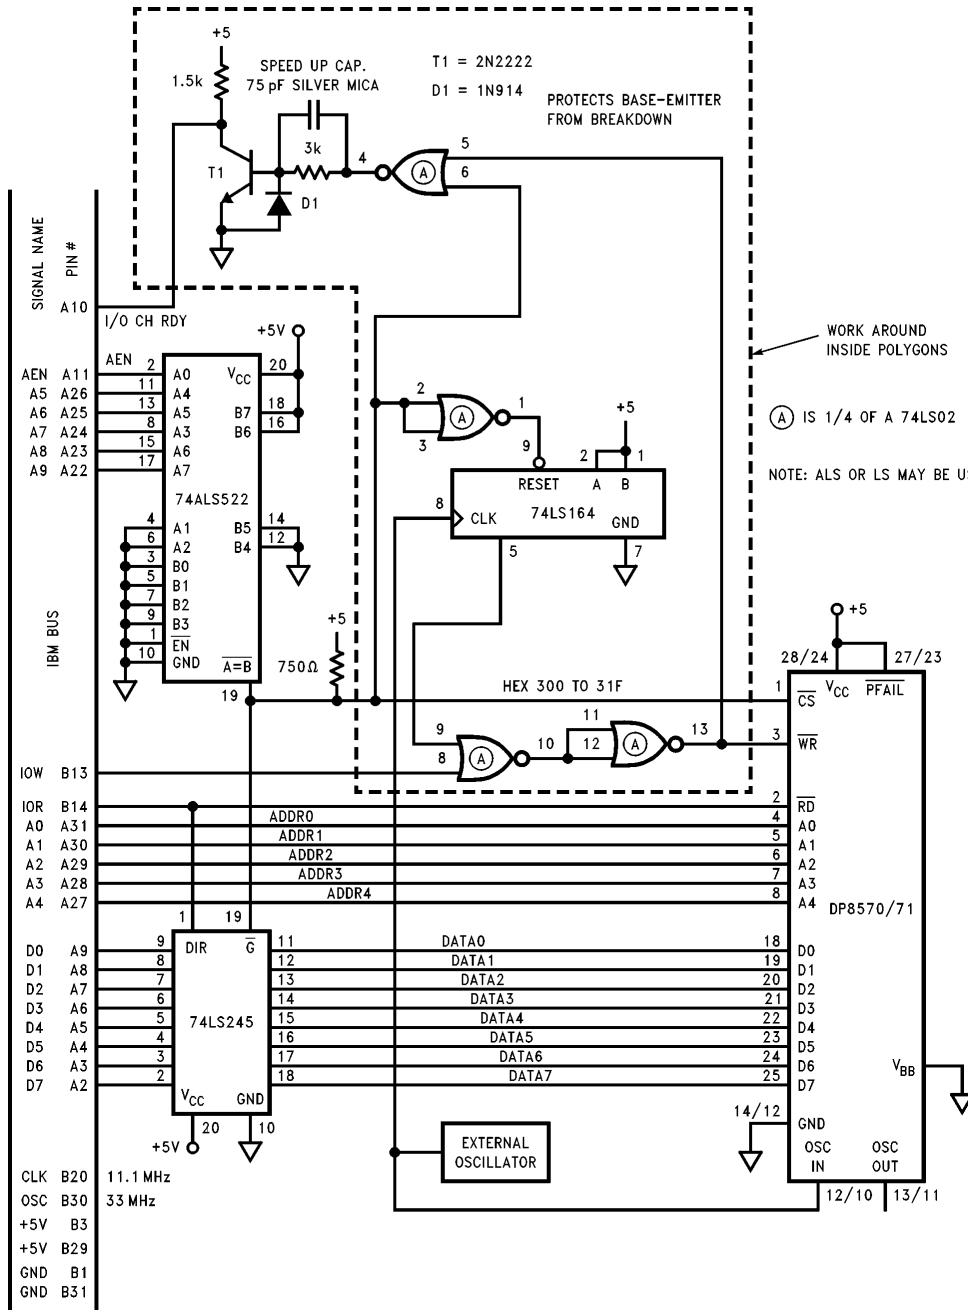 +5
1.5k
SPEED UP CAP.
75 pF SILVER MICA
T1 = 2N2222
D1 = 1N914
PROTECTS BASE-EMITTER
FROM BREAKDOWN
3k
4
A
5
6
T1
D1
SIGNAL NAME
PIN #
A10
I/O CH RDY
+5V
WORK AROUND
INSIDE POLYGONS
A IS 1/4 OF A 74LS02
NOTE: ALS OR LS MAY BE U
AEN A11 AEN 2 A0 VCC 20
A5 A26 11 A4
A6 A25 13 A5 B7 18
A7 A24 8 A3 B6 16
A8 A23 15 A6
A9 A22 17 A7
74ALS522
4 A1 B5 14
6 A2 B4 12
3 B0
5 B1
7 B2
9 B3
1 EN
10 GND A=B
19
IBM BUS
2
3
A
1
9
+5
2 1
RESET A B
8 CLK 74LS164 GND
5
7
+5
750Ω
HEX 300 TO 31F
+5
28/24 27/23
VCC PFAIL
1 CS
9
8
A
10
11
12
A
13
3 WR
IOW B13
IOR B14 2 RD
A0 A31 ADDR0 4 A0
A1 A30 ADDR1 5 A1
A2 A29 ADDR2 6 A2
A3 A28 ADDR3 7 A3
A4 A27 ADDR4 8 A4
DP8570/71
1 19
DIR G
D0 A9 9 11 DATA0 18 D0
D1 A8 8 12 DATA1 19 D1
D2 A7 7 13 DATA2 20 D2
D3 A6 6 14 DATA3 21 D3
74LS245
D4 A5 5 15 DATA4 22 D4
D5 A4 4 16 DATA5 23 D5
D6 A3 3 17 DATA6 24 D6
D7 A2 2 18 DATA7 25 D7
VBB
VCC GND
20 10
+5V
14/12 GND
EXTERNAL
OSCILLATOR
OSC
IN
OSC
OUT
12/10 13/11
CLK B20 11.1 MHz
OSC B30 33 MHz
+5V B3
+5V B29
GND B1
GND B31